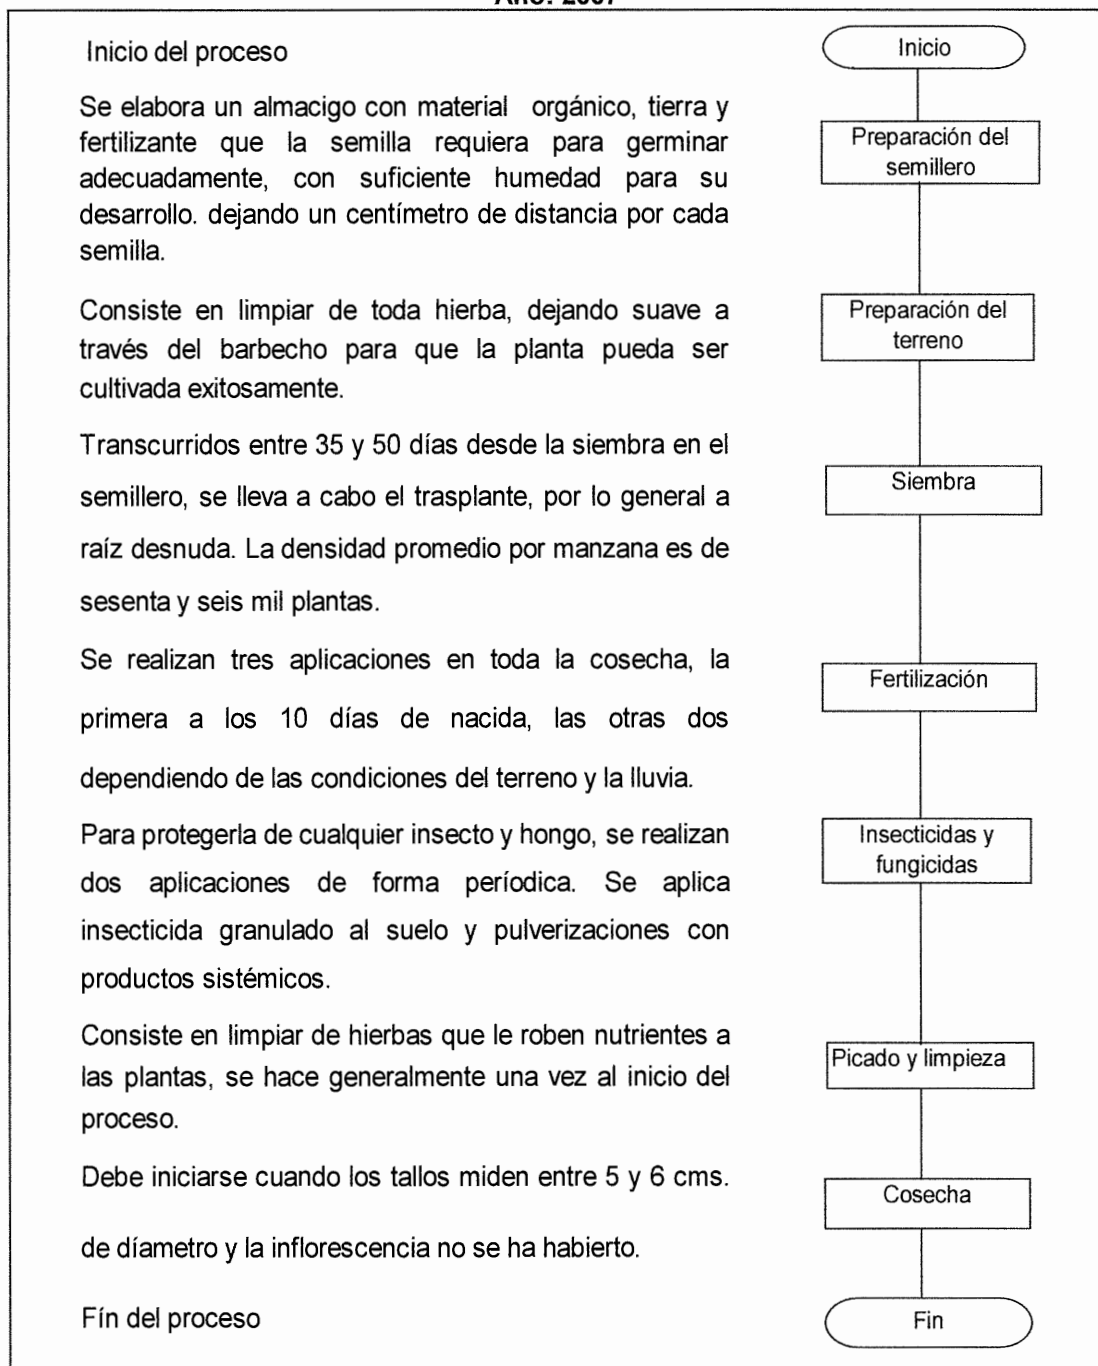 Inicio del proceso
Inicio
Se elabora un almacigo con material orgánico, tierra y
fertilizante que la semilla requiera para germinar
adecuadamente, con suficiente humedad para su
desarrollo. dejando un centímetro de distancia por cada
semilla.
Preparación del
semillero
Consiste en limpiar de toda hierba, dejando suave a
través del barbecho para que la planta pueda ser
cultivada exitosamente.
Preparación del
terreno
Transcurridos entre 35 y 50 días desde la siembra en el
semillero, se lleva a cabo el trasplante, por lo general a
raíz desnuda. La densidad promedio por manzana es de
sesenta y seis mil plantas.
Siembra
Se realizan tres aplicaciones en toda la cosecha, la
primera a los 10 días de nacida, las otras dos
dependiendo de las condiciones del terreno y la lluvia.
Fertilización
Para protegerla de cualquier insecto y hongo, se realizan
dos aplicaciones de forma períodica. Se aplica
insecticida granulado al suelo y pulverizaciones con
productos sistémicos.
Insecticidas y
fungicidas
Consiste en limpiar de hierbas que le roben nutrientes a
las plantas, se hace generalmente una vez al inicio del
proceso.
Picado y limpieza
Debe iniciarse cuando los tallos miden entre 5 y 6 cms.
de díametro y la inflorescencia no se ha habierto.
Cosecha
Fín del proceso
Fin